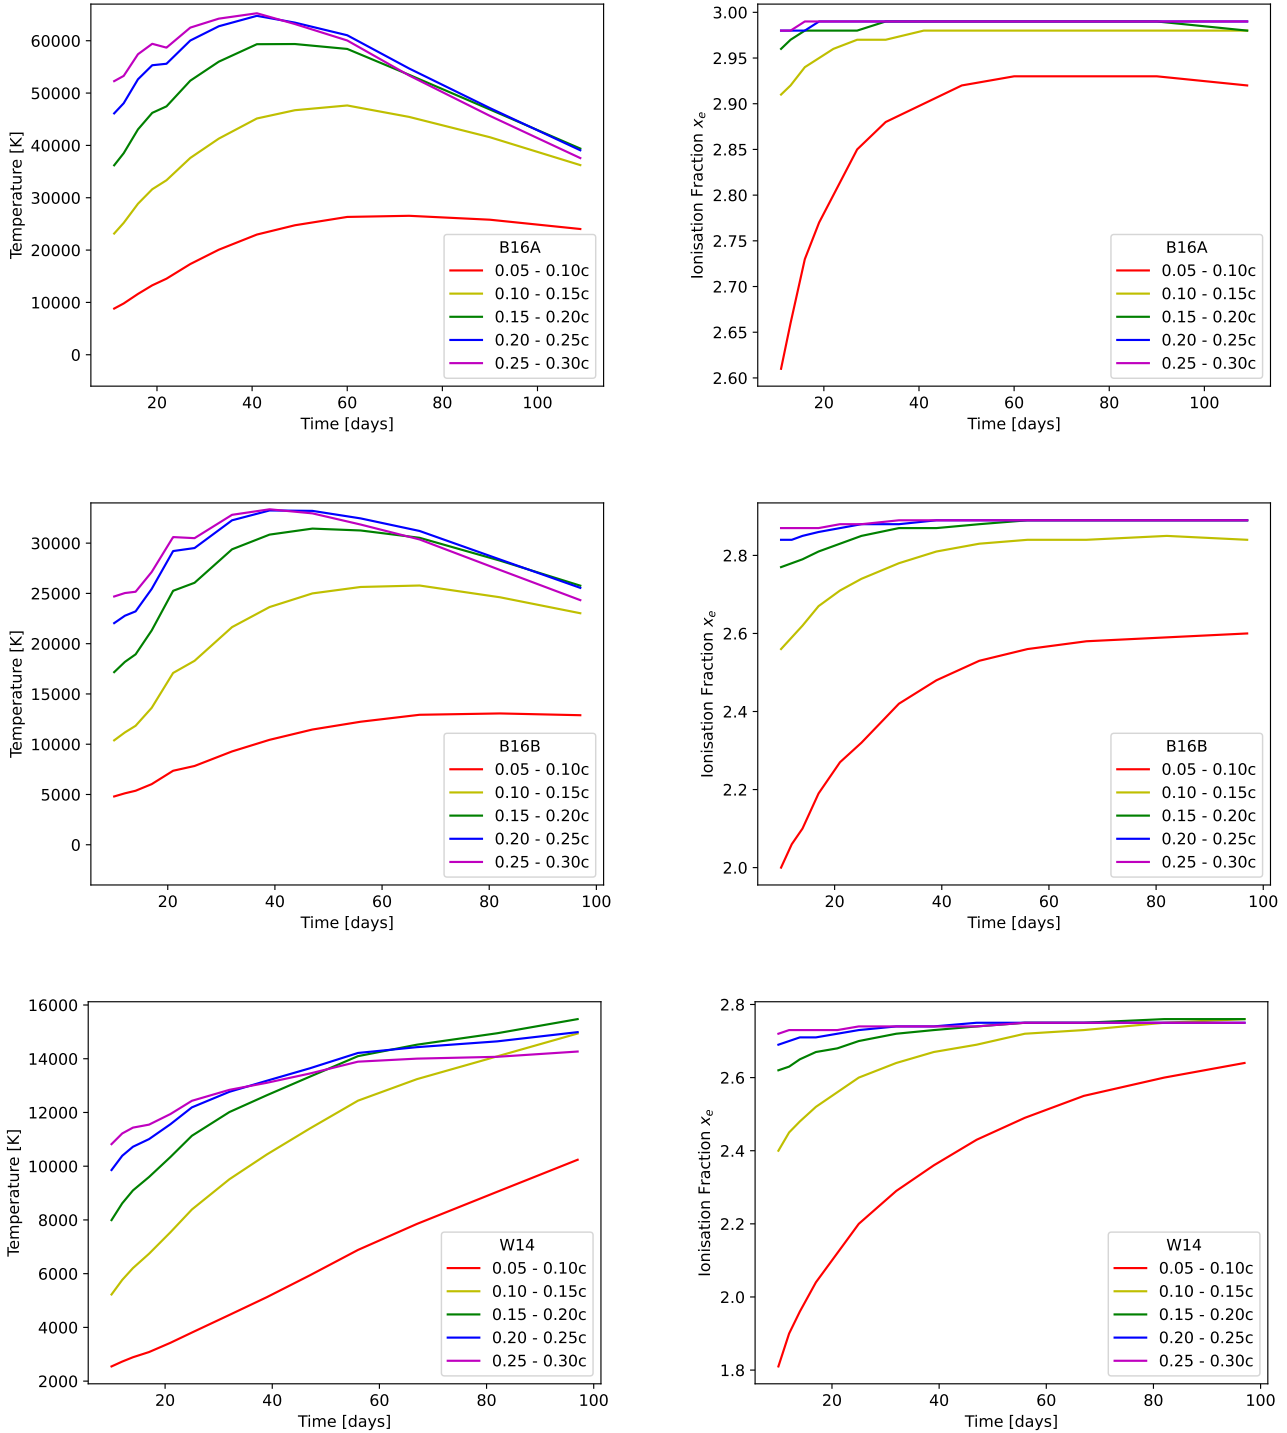 60000
50000
40000
30000
20000
10000
0
Temperature [K]
20 40 60 80 100
Time [days]
B16A
0.05 - 0.10c
0.10 - 0.15c
0.15 - 0.20c
0.20 - 0.25c
0.25 - 0.30c
3.00
2.95
2.90
2.85
2.80
2.75
2.70
2.65
2.60
Ionisation Fraction xₑ
20 40 60 80 100
Time [days]
B16A
0.05 - 0.10c
0.10 - 0.15c
0.15 - 0.20c
0.20 - 0.25c
0.25 - 0.30c
30000
25000
20000
15000
10000
5000
0
Temperature [K]
20 40 60 80 100
Time [days]
B16B
0.05 - 0.10c
0.10 - 0.15c
0.15 - 0.20c
0.20 - 0.25c
0.25 - 0.30c
2.8
2.6
2.4
2.2
2.0
Ionisation Fraction xₑ
20 40 60 80 100
Time [days]
B16B
0.05 - 0.10c
0.10 - 0.15c
0.15 - 0.20c
0.20 - 0.25c
0.25 - 0.30c
16000
14000
12000
10000
8000
6000
4000
2000
Temperature [K]
20 40 60 80 100
Time [days]
W14
0.05 - 0.10c
0.10 - 0.15c
0.15 - 0.20c
0.20 - 0.25c
0.25 - 0.30c
2.8
2.6
2.4
2.2
2.0
1.8
Ionisation Fraction xₑ
20 40 60 80 100
Time [days]
W14
0.05 - 0.10c
0.10 - 0.15c
0.15 - 0.20c
0.20 - 0.25c
0.25 - 0.30c